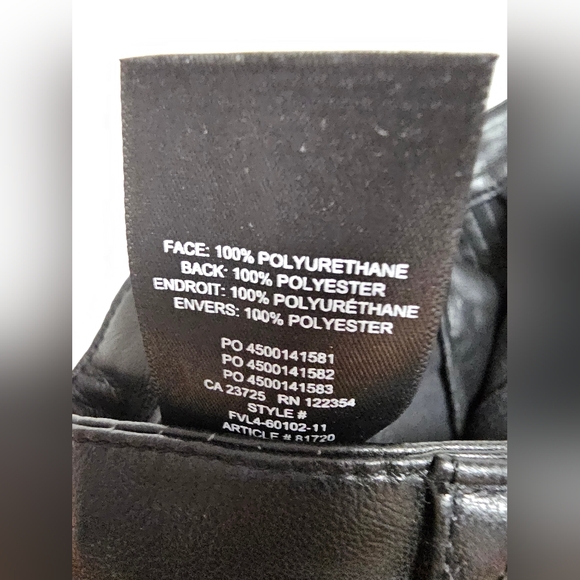 FACE: 100% POLYURETHANE
BACK: 100% POLYESTER
ENDROIT: 100% POLYURÉTHANE
ENVERS: 100% POLYESTER
PO 4500141581
PO 4500141582
PO 4500141583
CA 23725 RN 122354
STYLE #
FVL4-60102-11
ARTICLE # 81720